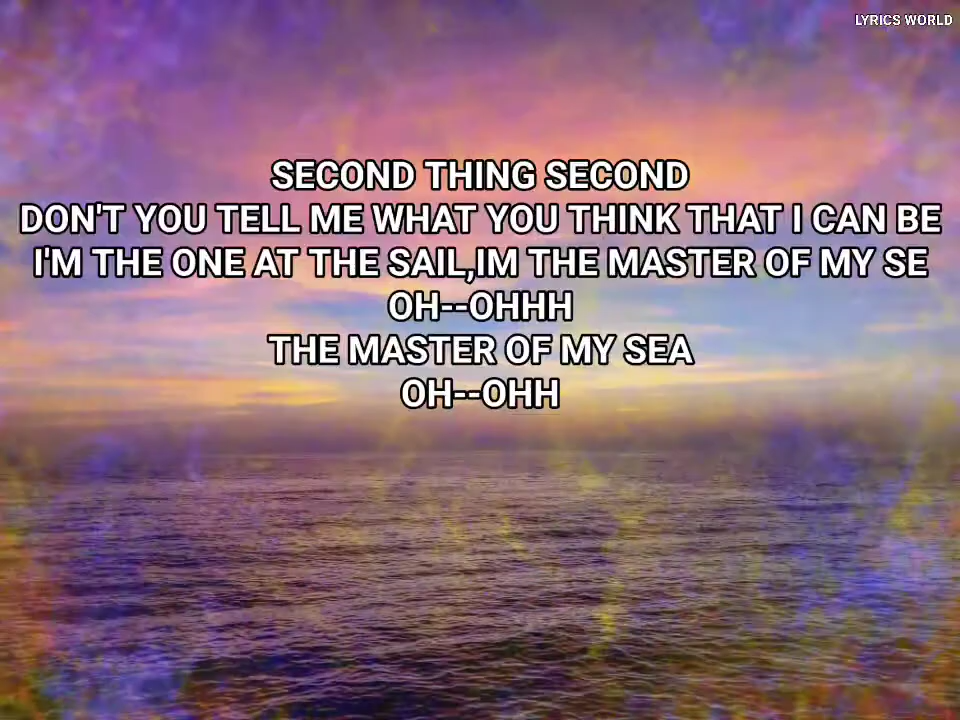 LYRICS WORLD
SECOND THING SECOND
DON'T YOU TELL ME WHAT YOU THINK THAT I CAN BE
I'M THE ONE AT THE SAIL,IM THE MASTER OF MY SE
OH--OHHH
THE MASTER OF MY SEA
OH--OHH